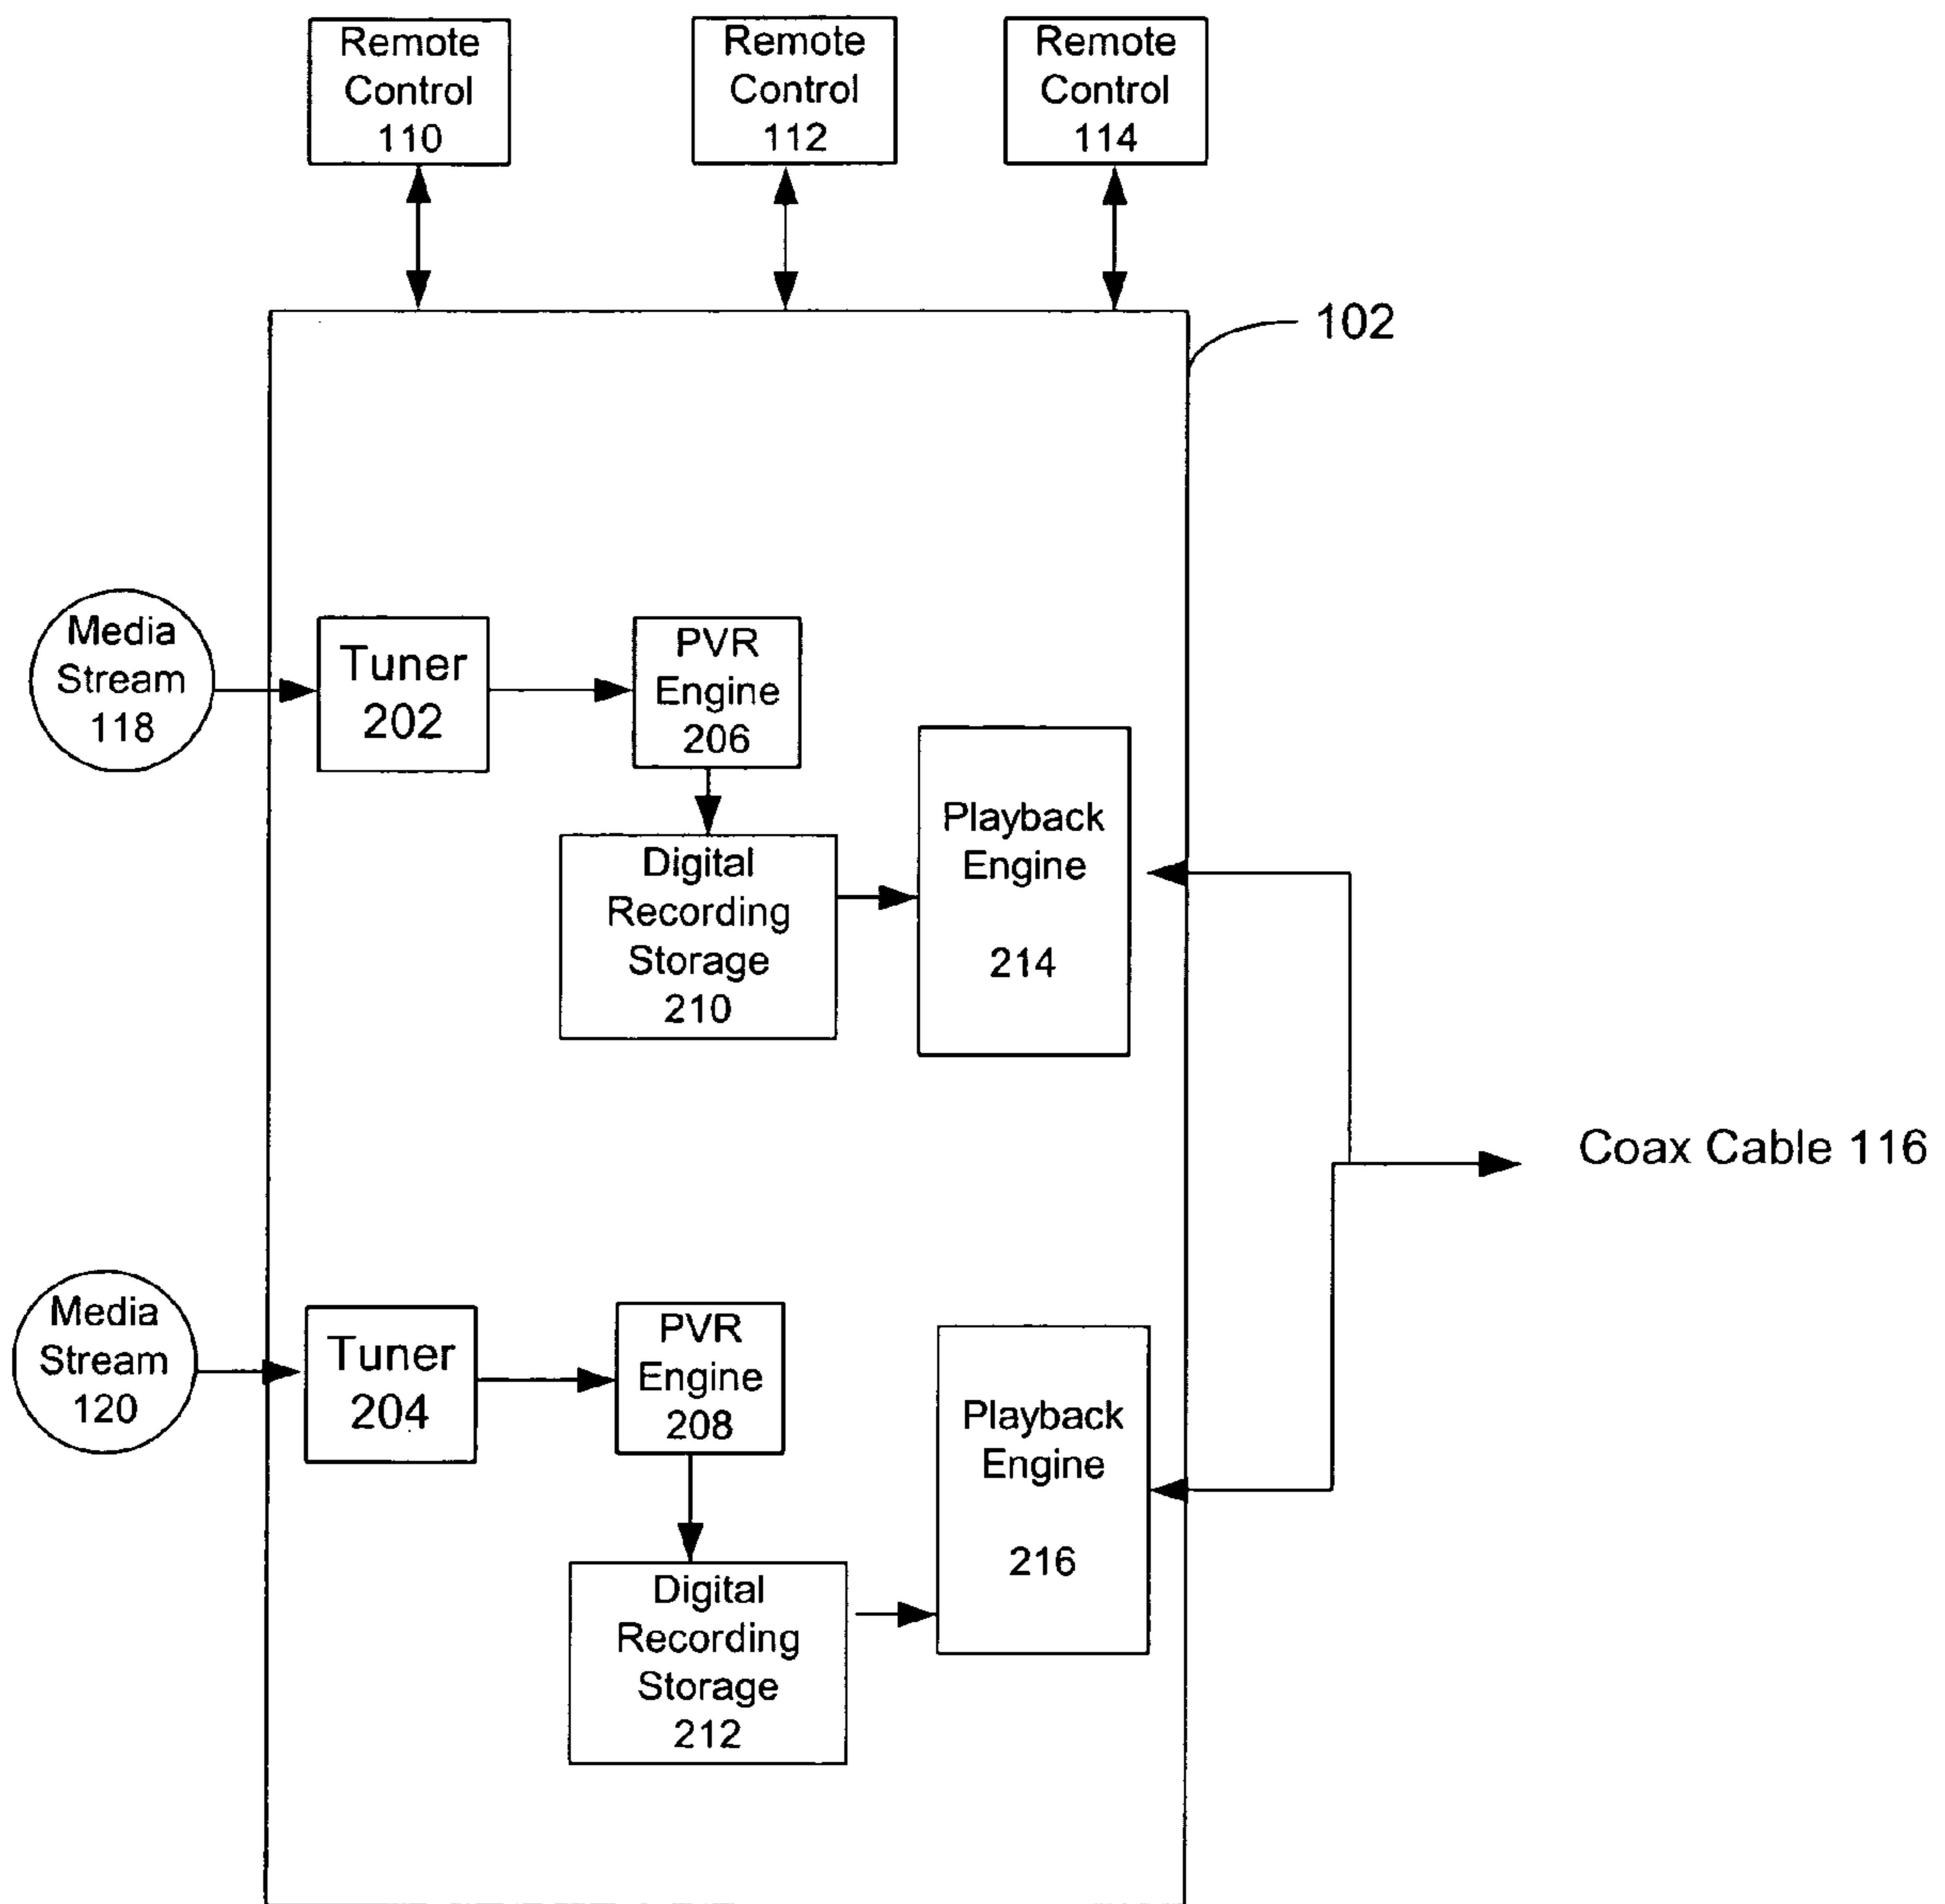 Remote
Control
110
Remote
Control
112
Remote
Control
114
102
Media
Stream
118
Tuner
202
PVR
Engine
206
Digital
Recording
Storage
210
Playback
Engine
214
Coax Cable 116
Media
Stream
120
Tuner
204
PVR
Engine
208
Digital
Recording
Storage
212
Playback
Engine
216